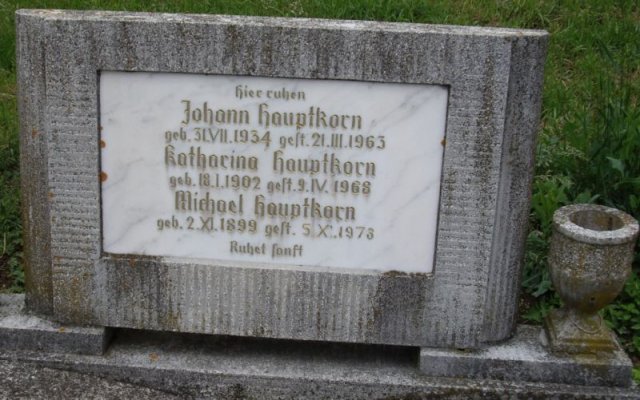 Hier ruhen
Johann Hauptkorn
geb. 31.VII.1934 gest. 21.III.1963
Katharina Hauptkorn
geb. 18.I.1902 gest. 9.IV.1968
Michael Hauptkorn
geb. 2.XI.1899 gest. 5.X. 1973
Ruhet sanft